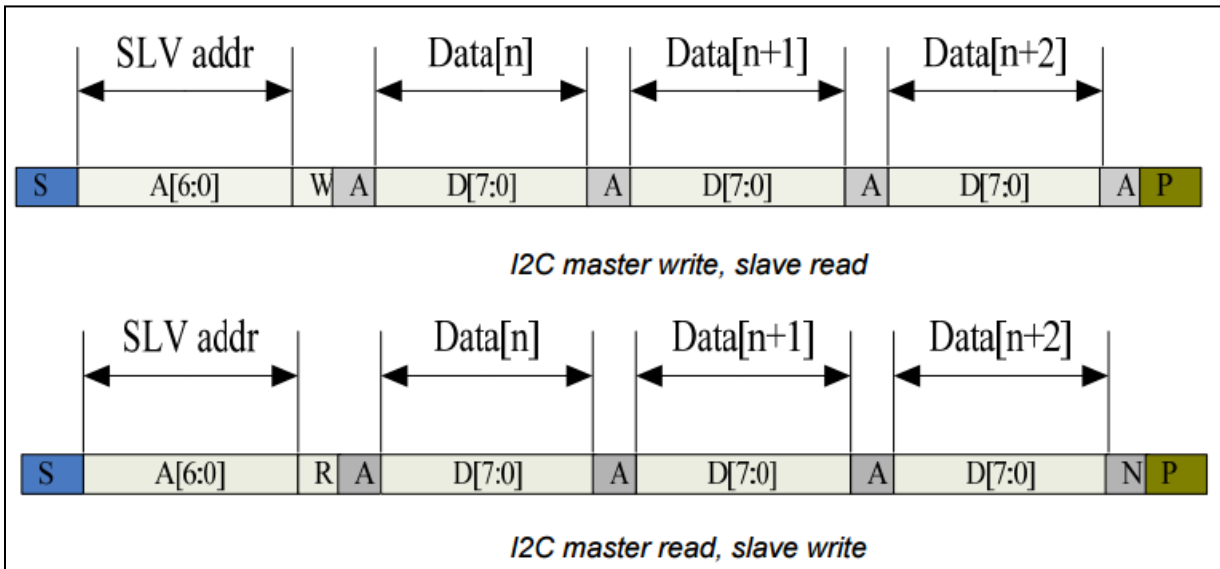 SLV addr Data[n] Data[n+1] Data[n+2]
S A[6:0] W A D[7:0] A D[7:0] A D[7:0] A P
I2C master write, slave read
SLV addr Data[n] Data[n+1] Data[n+2]
S A[6:0] R A D[7:0] A D[7:0] A D[7:0] N P
I2C master read, slave write